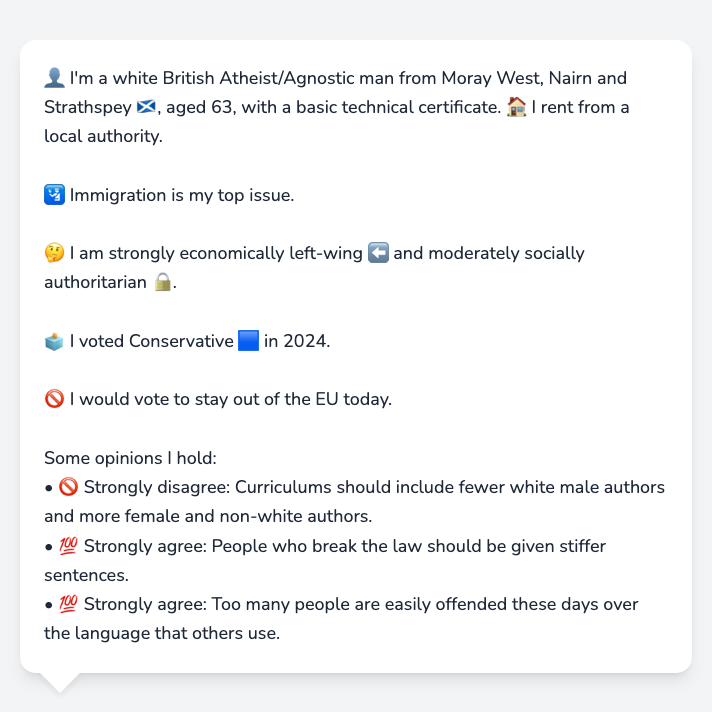 👤 I'm a white British Atheist/Agnostic man from Moray West, Nairn and
Strathspey 🏴󠁧󠁢󠁳󠁣󠁴󠁿, aged 63, with a basic technical certificate. 🏠 I rent from a
local authority.
🛂 Immigration is my top issue.
🤔 I am strongly economically left-wing ⬅️ and moderately socially
authoritarian 🔒.
🗳️ I voted Conservative 🟦 in 2024.
🚫 I would vote to stay out of the EU today.
Some opinions I hold:
• 🚫 Strongly disagree: Curriculums should include fewer white male authors
and more female and non-white authors.
• 💯 Strongly agree: People who break the law should be given stiffer
sentences.
• 💯 Strongly agree: Too many people are easily offended these days over
the language that others use.